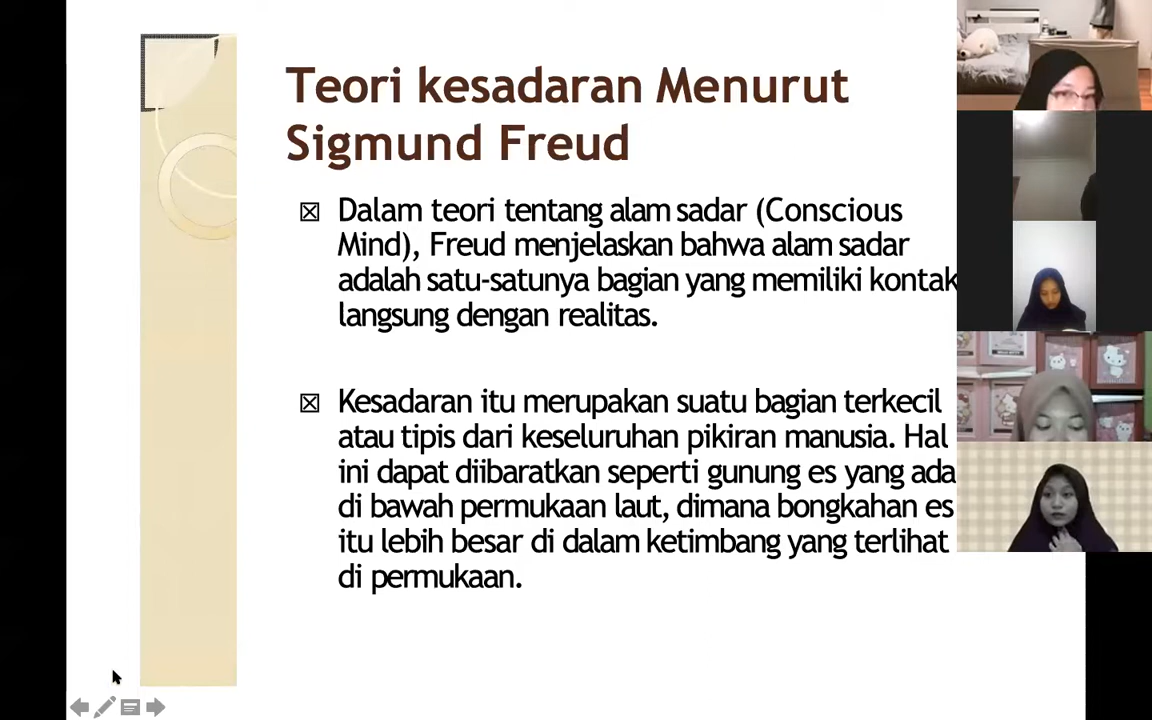 Teori kesadaran Menurut
Sigmund Freud
Dalam teori tentang alam sadar (Conscious
Mind), Freud menjelaskan bahwa alam sadar
adalah satu-satunya bagian yang memiliki kontak
langsung dengan realitas.
Kesadaran itu merupakan suatu bagian terkecil
atau tipis dari keseluruhan pikiran manusia. Hal
ini dapat diibaratkan seperti gunung es yang ada
di bawah permukaan laut, dimana bongkahan es
itu lebih besar di dalam ketimbang yang terlihat
di permukaan.